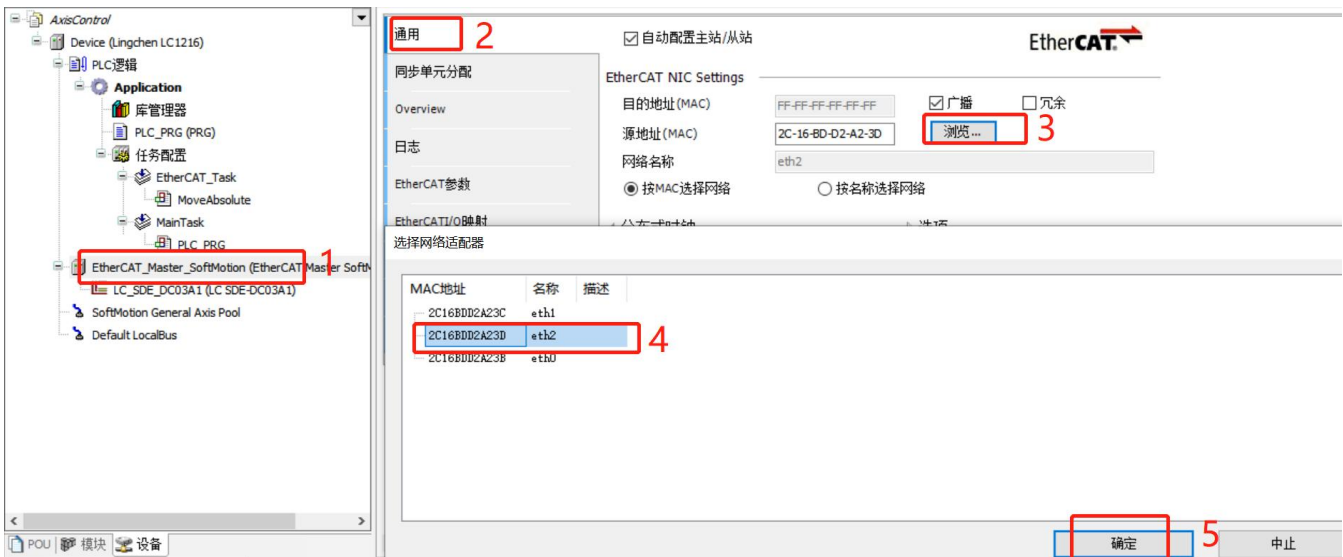 AxisControl
Device (Lingchen LC1216)
PLC逻辑
Application
库管理器
PLC_PRG (PRG)
任务配置
EtherCAT_Task
MoveAbsolute
MainTask
PLC_PRG
EtherCAT_Master_SoftMotion (EtherCAT Master SoftM
1
LC_SDE_DC03A1 (LC SDE-DC03A1)
SoftMotion General Axis Pool
Default LocalBus
POU 模块 设备
通用
2
同步单元分配
Overview
日志
EtherCAT参数
EtherCATI/O映射
自动配置主站/从站
EtherCAT
EtherCAT NIC Settings
目的地址(MAC) FF-FF-FF-FF-FF-FF 广播 冗余
源地址(MAC) 2C-16-BD-D2-A2-3D 浏览... 3
网络名称 eth2
按MAC选择网络 按名称选择网络
分布式时钟 选项
选择网络适配器
MAC地址 名称 描述
2C16BDD2A23C eth1
2C16BDD2A23D eth2 4
2C16BDD2A23B eth0
确定 5 中止